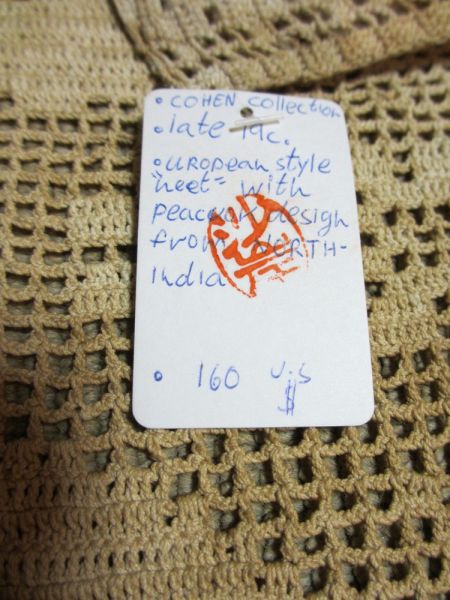 • COHEN collection
• late 19c.
• uropean style
"neet" with
peacock design
from NORTH-
India
• 160 U.S
$